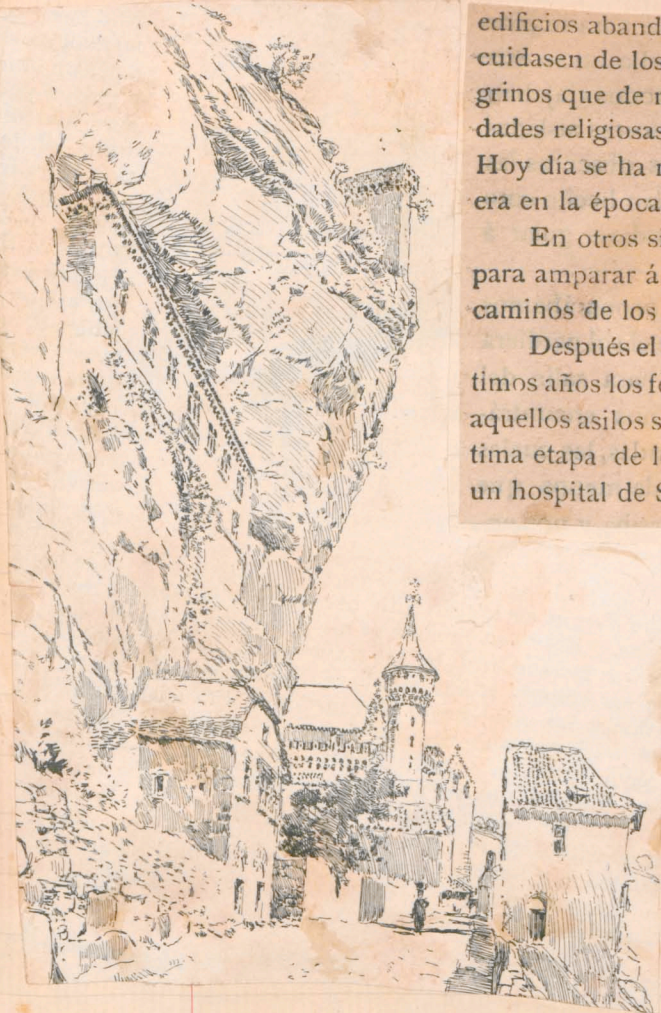 edificios aband
cuidasen de los
grinos que de
dades religiosas
Hoy día se ha
era en la época
En otros
para amparar á
caminos de los
Después el
timos años los
aquellos asilos
tima etapa de
un hospital de